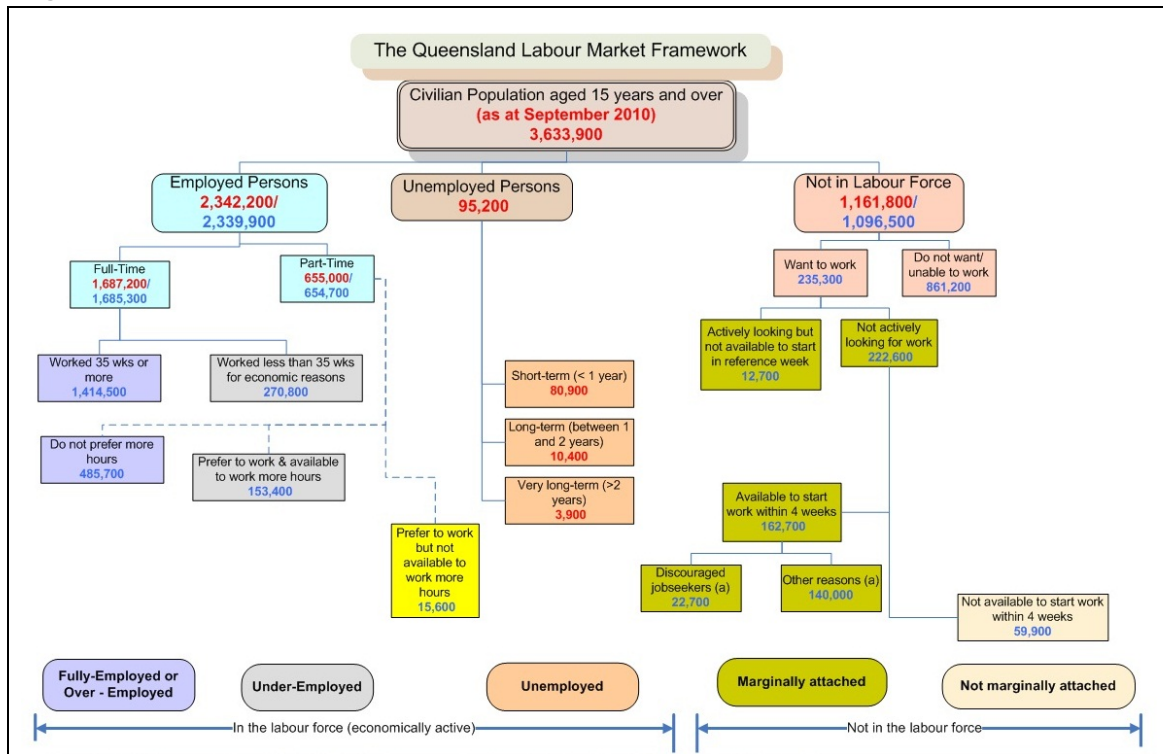 The Queensland Labour Market Framework
Civilian Population aged 15 years and over
(as at September 2010)
3,633,900
Employed Persons
2,342,200/
2,339,900
Unemployed Persons
95,200
Not in Labour Force
1,161,800/
1,096,500
Full-Time
1,687,200/
1,685,300
Part-Time
655,000/
654,700
Want to work
235,300
Do not want/
unable to work
861,200
Worked 35 wks or
more
1,414,500
Worked less than 35 wks
for economic reasons
270,800
Actively looking but
not available to start
in reference week
12,700
Not actively
looking for work
222,600
Short-term (< 1 year)
80,900
Long-term (between 1
and 2 years)
10,400
Very long-term (>2
years)
3,900
Do not prefer more
hours
485,700
Prefer to work & available
to work more hours
153,400
Prefer to work
but not
available to
work more
hours
15,600
Available to start
work within 4 weeks
162,700
Discouraged
jobseekers (a)
22,700
Other reasons (a)
140,000
Not available to start work
within 4 weeks
59,900
Fully-Employed or
Over - Employed
Under-Employed
Unemployed
Marginally attached
Not marginally attached
In the labour force (economically active)
Not in the labour force